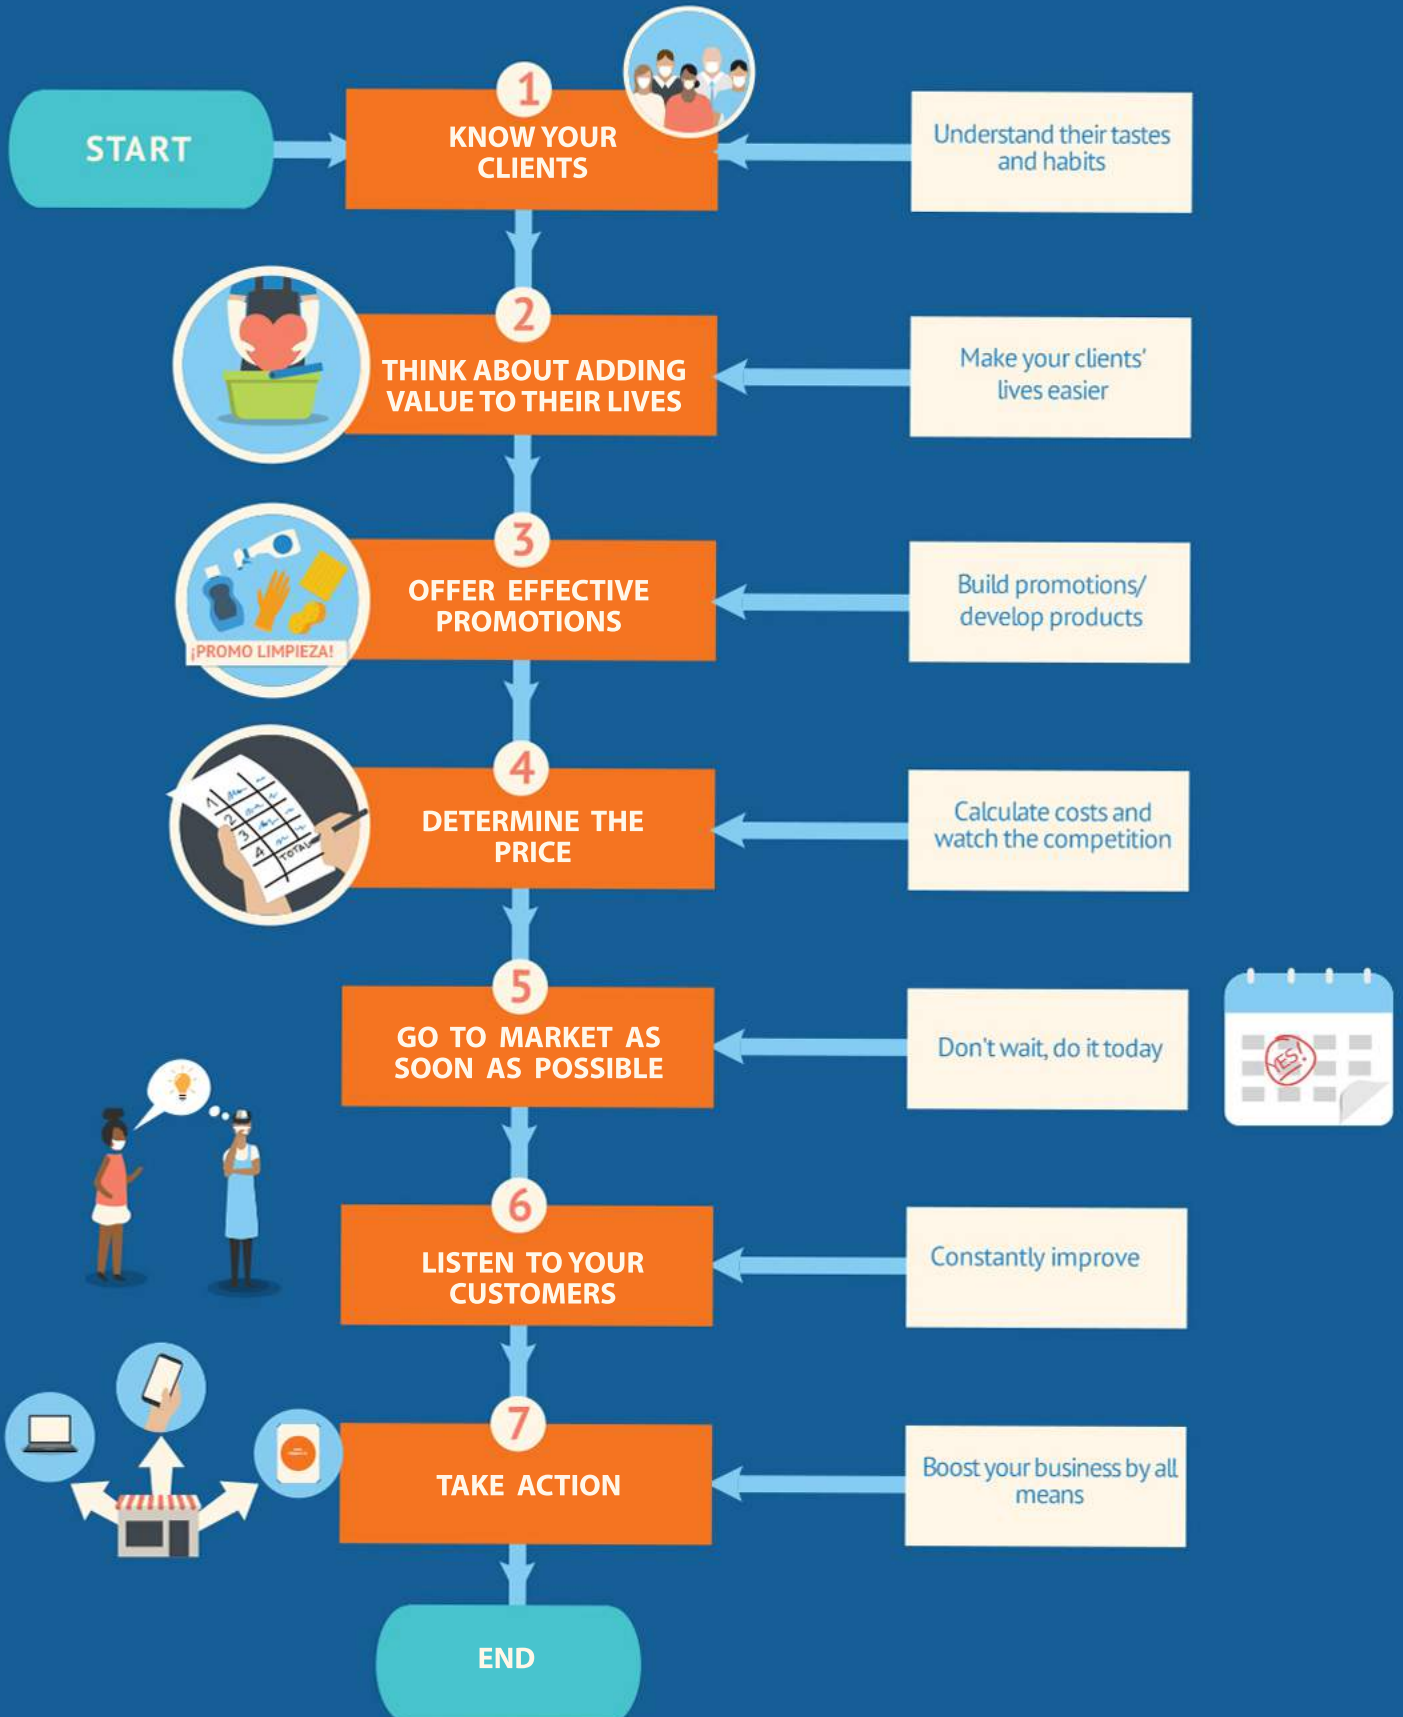 START
1
KNOW YOUR
CLIENTS
Understand their tastes
and habits
2
THINK ABOUT ADDING
VALUE TO THEIR LIVES
Make your clients'
lives easier
3
OFFER EFFECTIVE
PROMOTIONS
¡PROMO LIMPIEZA!
Build promotions/
develop products
4
DETERMINE THE
PRICE
1
2
3
4
TOTAL
Calculate costs and
watch the competition
5
GO TO MARKET AS
SOON AS POSSIBLE
Don't wait, do it today
YES!
6
LISTEN TO YOUR
CUSTOMERS
Constantly improve
7
TAKE ACTION
Boost your business by all
means
END